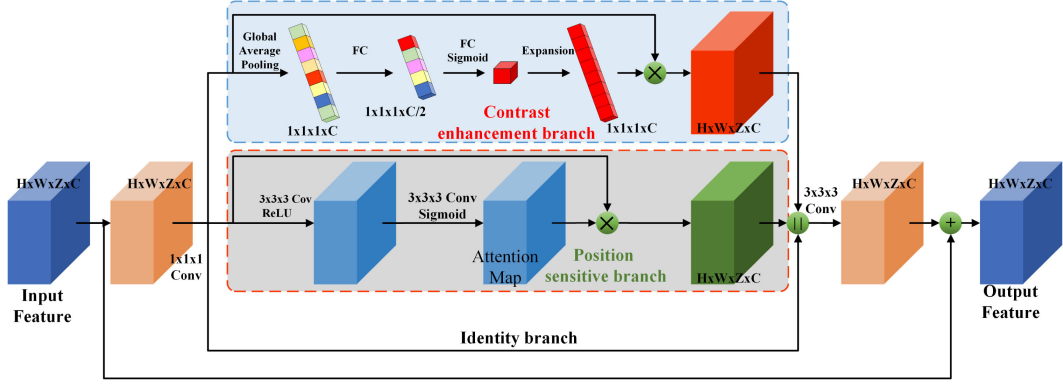 Global
Average
Pooling
FC
FC
Sigmoid
Expansion
1x1x1xC
1x1x1xC/2
1x1x1xC
HxWxZxC
Contrast
enhancement branch
HxWxZxC
HxWxZxC
3x3x3 Cov
ReLU
3x3x3 Conv
Sigmoid
3x3x3
Conv
HxWxZxC
HxWxZxC
1x1x1
Conv
Attention
Map
Position
sensitive branch
HxWxZxC
Input
Feature
Output
Feature
Identity branch